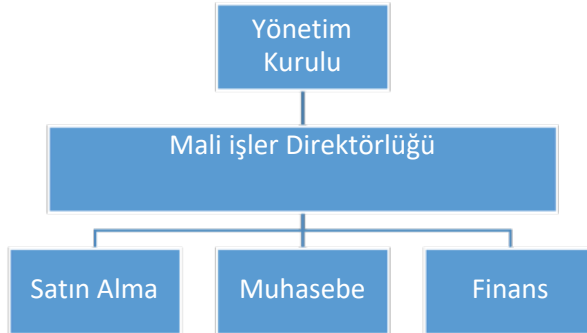 Yönetim
Kurulu
Mali işler Direktörlüğü
Satın Alma
Muhasebe
Finans